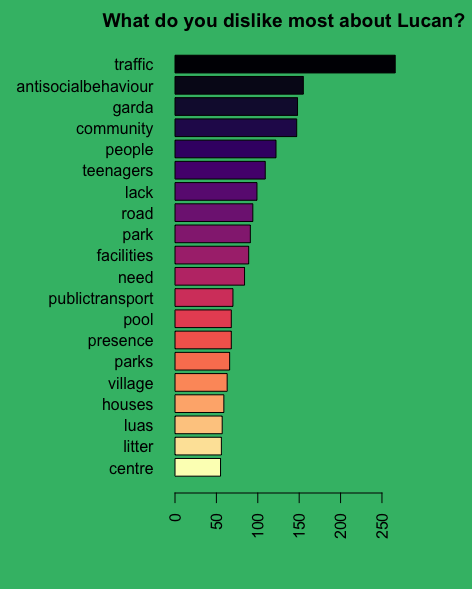 What do you dislike most about Lucan?
traffic
antisocialbehaviour
garda
community
people
teenagers
lack
road
park
facilities
need
publictransport
pool
presence
parks
village
houses
luas
litter
centre
0 50 100 150 200 250